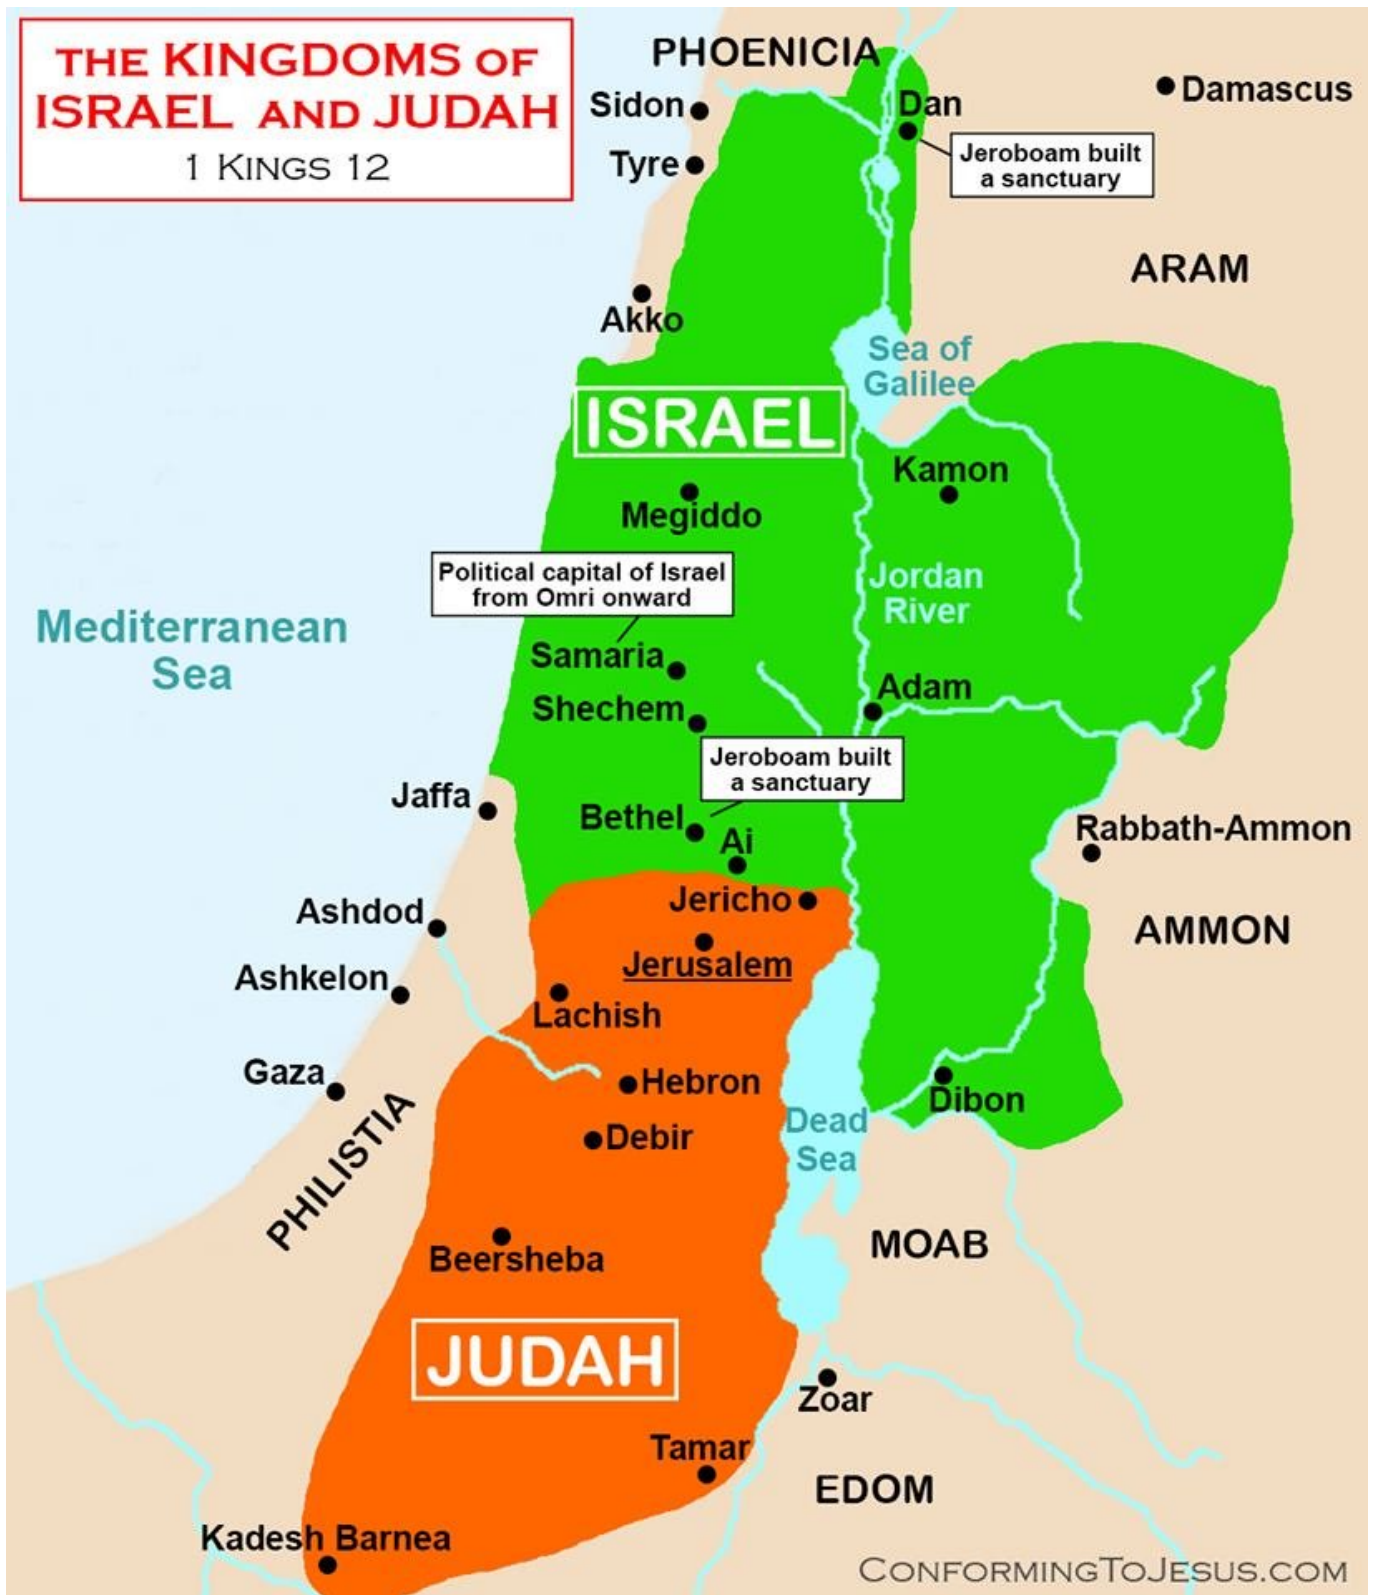 THE KINGDOMS OF
ISRAEL AND JUDAH
1 KINGS 12
PHOENICIA
Sidon
Dan
Damascus
Tyre
Jeroboam built
a sanctuary
ARAM
Akko
Sea of
Galilee
ISRAEL
Kamon
Megiddo
Political capital of Israel
from Omri onward
Jordan
River
Mediterranean
Sea
Samaria
Adam
Shechem
Jeroboam built
a sanctuary
Jaffa
Bethel
Ai
Rabbath-Ammon
Jericho
Ashdod
AMMON
Jerusalem
Ashkelon
Lachish
Gaza
Hebron
Dibon
PHILISTIA
Debir
Dead
Sea
MOAB
Beersheba
JUDAH
Zoar
Tamar
EDOM
Kadesh Barnea
CONFORMINGTOJESUS.COM